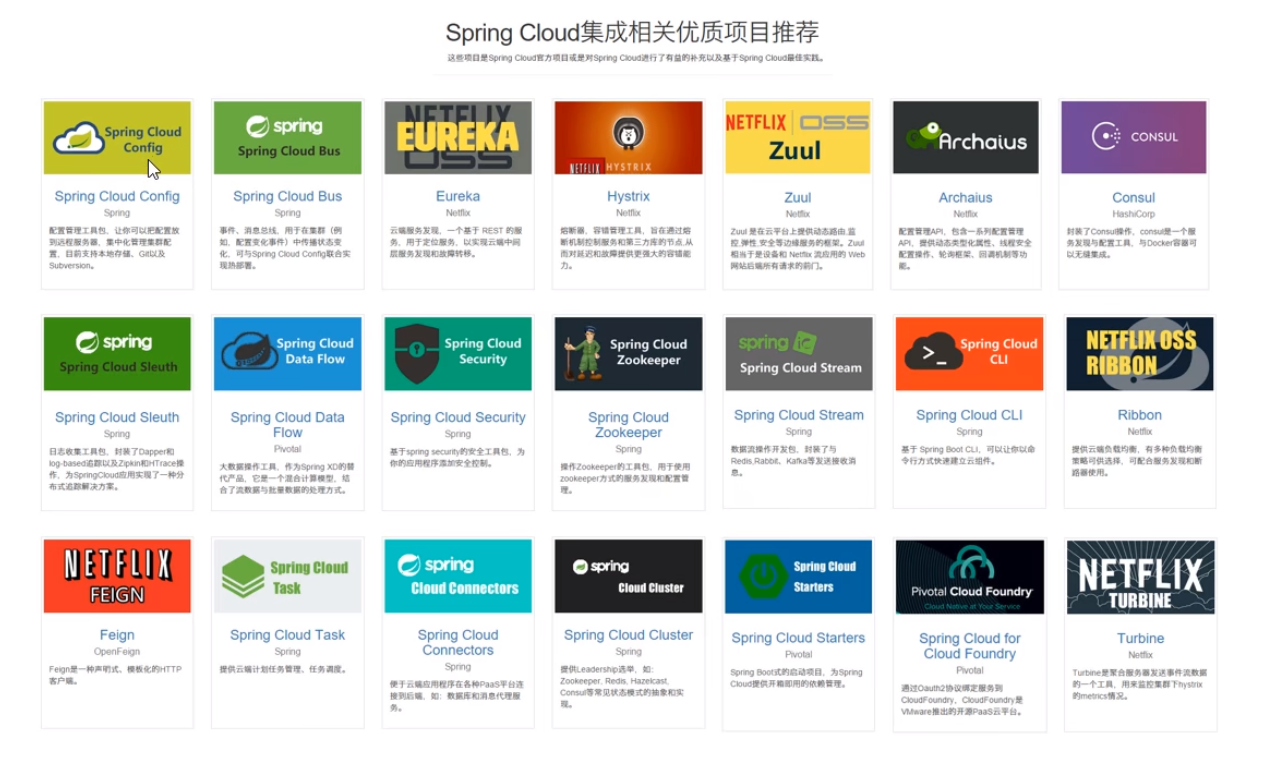 Spring Cloud集成相关优质项目推荐
这些项目是Spring Cloud官方项目或是对Spring Cloud进行了有益的补充以及基于Spring Cloud最佳实践。
Spring Cloud
Config
Spring Cloud Config
Spring
配置管理工具包，让你可以把配置放
到远程服务器，集中化管理集群配
置，目前支持本地存储、Git以及
Subversion。
spring
Spring Cloud Bus
Spring Cloud Bus
Spring
事件、消息总线，用于在集群（例
如，配置变化事件）中传播状态变
化，可与Spring Cloud Config联合实
现热部署。
NETFLIX
EUREKA
OSS
Eureka
Netflix
云端服务发现，一个基于 REST 的服
务，用于定位服务，以实现云端中间
层服务发现和故障转移。
NETFLIX HYSTRIX
Hystrix
Netflix
熔断器，容错管理工具，旨在通过熔
断机制控制服务和第三方库的节点,从
而对延迟和故障提供更强大的容错能
力。
NETFLIX OSS
Zuul
Zuul
Netflix
Zuul 是在云平台上提供动态路由,监
控,弹性,安全等边缘服务的框架。Zuul
相当于是设备和 Netflix 流应用的 Web
网站后端所有请求的前门。
Archaius
Archaius
Netflix
配置管理API，包含一系列配置管理
API，提供动态类型化属性、线程安全
配置操作、轮询框架、回调机制等功
能。
CONSUL
Consul
HashiCorp
封装了Consul操作，consul是一个服
务发现与配置工具，与Docker容器可
以无缝集成。
spring
Spring Cloud Sleuth
Spring Cloud Sleuth
Spring
日志收集工具包，封装了Dapper和
log-based追踪以及Zipkin和HTrace操
作，为SpringCloud应用实现了一种分
布式追踪解决方案。
Spring Cloud
Data Flow
Spring Cloud Data
Flow
Pivotal
大数据操作工具，作为Spring XD的替
代产品，它是一个混合计算模型，结
合了流数据与批量数据的处理方式。
Spring Cloud
Security
Spring Cloud Security
Spring
基于spring security的安全工具包，为
你的应用程序添加安全控制。
Spring Cloud
Zookeeper
Spring Cloud
Zookeeper
Spring
操作Zookeeper的工具包，用于使用
zookeeper方式的服务发现和配置管
理。
spring io
Spring Cloud Stream
Spring Cloud Stream
Spring
数据流操作开发包，封装了与
Redis,Rabbit、Kafka等发送接收消
息。
Spring Cloud
CLI
Spring Cloud CLI
Spring
基于 Spring Boot CLI，可以让你以命
令行方式快速建立云组件。
NETFLIX OSS
RIBBON
Ribbon
Netflix
提供云端负载均衡，有多种负载均衡
策略可供选择，可配合服务发现和断
路器使用。
NETFLIX
FEIGN
Feign
OpenFeign
Feign是一种声明式、模板化的HTTP
客户端。
Spring Cloud
Task
Spring Cloud Task
Spring
提供云端计划任务管理、任务调度。
spring
Cloud Connectors
Spring Cloud
Connectors
Spring
便于云端应用程序在各种PaaS平台连
接到后端，如：数据库和消息代理服
务。
spring
Cloud Cluster
Spring Cloud Cluster
Spring
提供Leadership选举，如：
Zookeeper, Redis, Hazelcast,
Consul等常见状态模式的抽象和实
现。
Spring Cloud
Starters
Spring Cloud Starters
Pivotal
Spring Boot式的启动项目，为Spring
Cloud提供开箱即用的依赖管理。
Pivotal Cloud Foundry
Cloud Native at Your Service
Spring Cloud for
Cloud Foundry
Pivotal
通过Oauth2协议绑定服务到
CloudFoundry，CloudFoundry是
VMware推出的开源PaaS云平台。
NETFLIX
TURBINE
Turbine
Netflix
Turbine是聚合服务器发送事件流数据
的一个工具，用来监控集群下hystrix
的metrics情况。